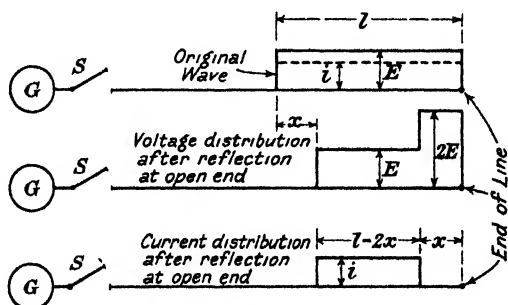 l
Original
Wave
S
G
i
E
x
Voltage distribution
after reflection
at open end
E
2E
S
G
End of Line
Current distribution
after reflection
at open end
l-2x
x
i
S
G